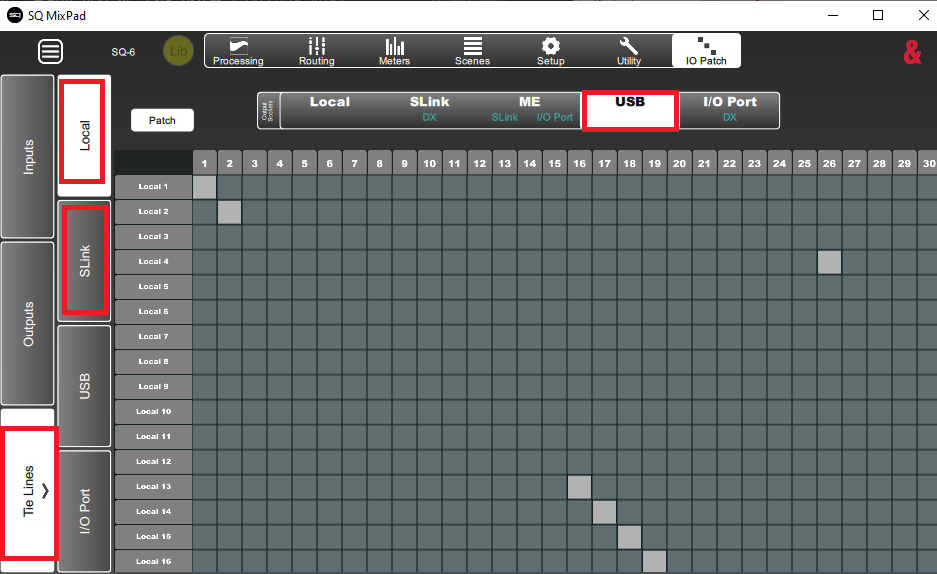 SQ SQ MixPad
SQ-6
Lib
Processing
Routing
Meters
Scenes
Setup
Utility
IO Patch
&
Inputs
Outputs
Tie Lines
Local
SLink
USB
I/O Port
Patch
Output Sockets
Local
SLink
DX
ME
SLink I/O Port
USB
I/O Port
DX
1 2 3 4 5 6 7 8 9 10 11 12 13 14 15 16 17 18 19 20 21 22 23 24 25 26 27 28 29 30
Local 1
Local 2
Local 3
Local 4
Local 5
Local 6
Local 7
Local 8
Local 9
Local 10
Local 11
Local 12
Local 13
Local 14
Local 15
Local 16